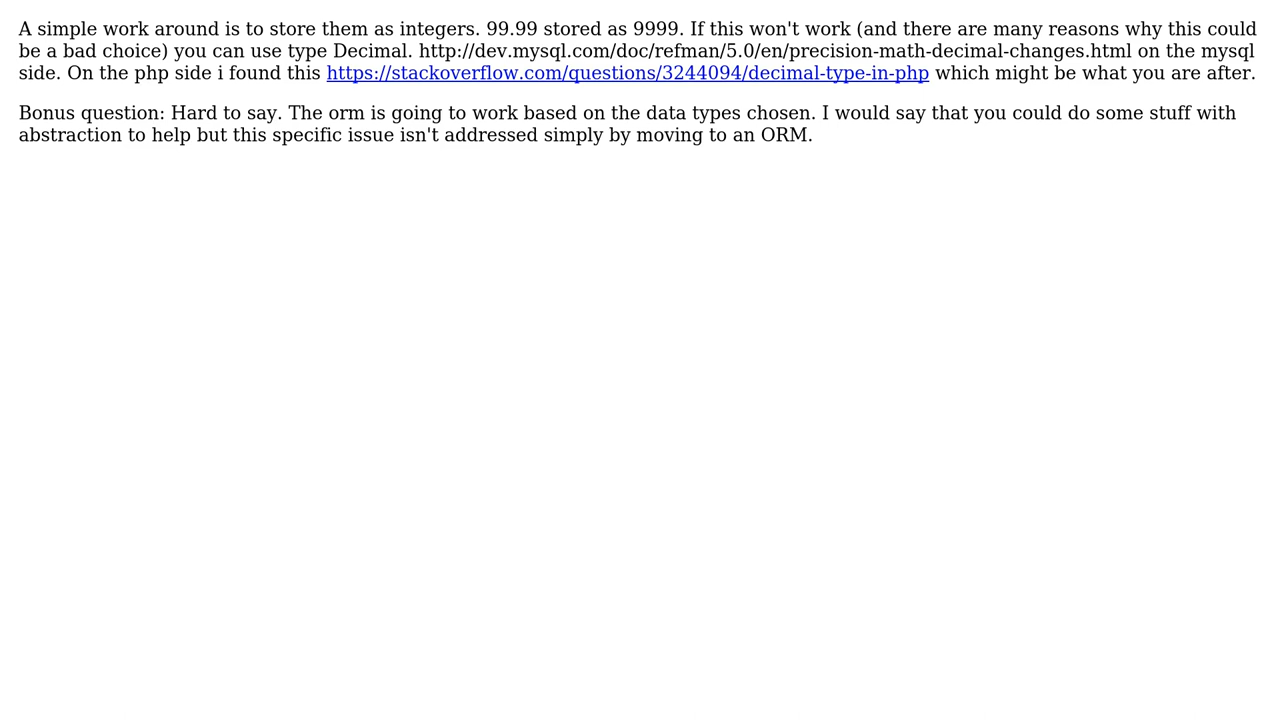 A simple work around is to store them as integers. 99.99 stored as 9999. If this won't work (and there are many reasons why this could
be a bad choice) you can use type Decimal. http://dev.mysql.com/doc/refman/5.0/en/precision-math-decimal-changes.html on the mysql
side. On the php side i found this https://stackoverflow.com/questions/3244094/decimal-type-in-php which might be what you are after.
Bonus question: Hard to say. The orm is going to work based on the data types chosen. I would say that you could do some stuff with
abstraction to help but this specific issue isn't addressed simply by moving to an ORM.